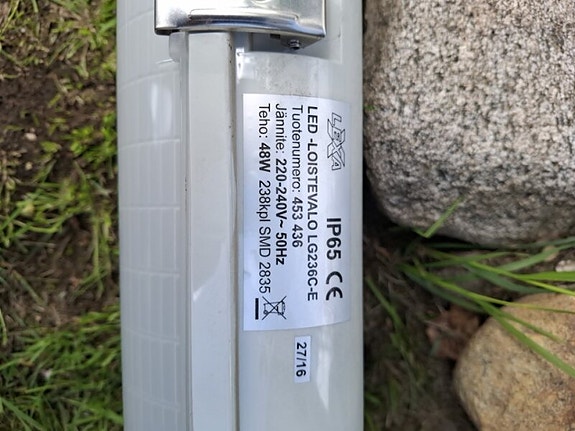 LEXA
IP65 CE
LED -LOISTEVALO LG236C-E
Tuotenumero: 453 436
Jännite: 220-240V~ 50Hz
Teho: 48W 238kpl SMD 2835
27/16